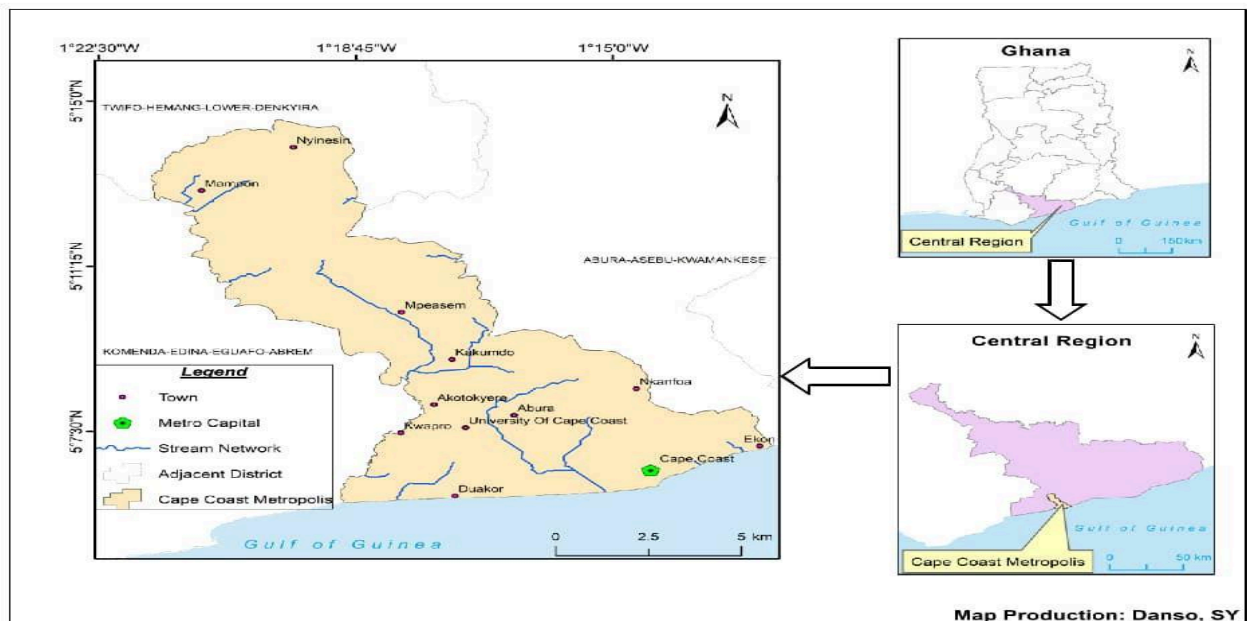 1°22'30"W 1°18'45"W 1°15'0"W
5°15'0"N
5°11'15"N
5°7'30"N
TWIFO-HEMANG-LOWER-DENKYIRA
N
Nyinesin
Mampon
ABURA-ASEBU-KWAMANKESE
Mpeasem
KOMENDA-EDINA-EGUAFO-ABREM
Kukumdo
Nkanfoa
Akotokyere
Abura
Kwapro
University Of Cape Coast
Ekon
Cape Coast
Duakor
Legend
Town
Metro Capital
Stream Network
Adjacent District
Cape Coast Metropolis
Gulf of Guinea
0 2.5 5 km
Ghana
N
Gulf of Guinea
Central Region
0 150km
Central Region
N
Gulf of Guinea
Cape Coast Metropolis
0 50 km
Map Production: Danso, SY